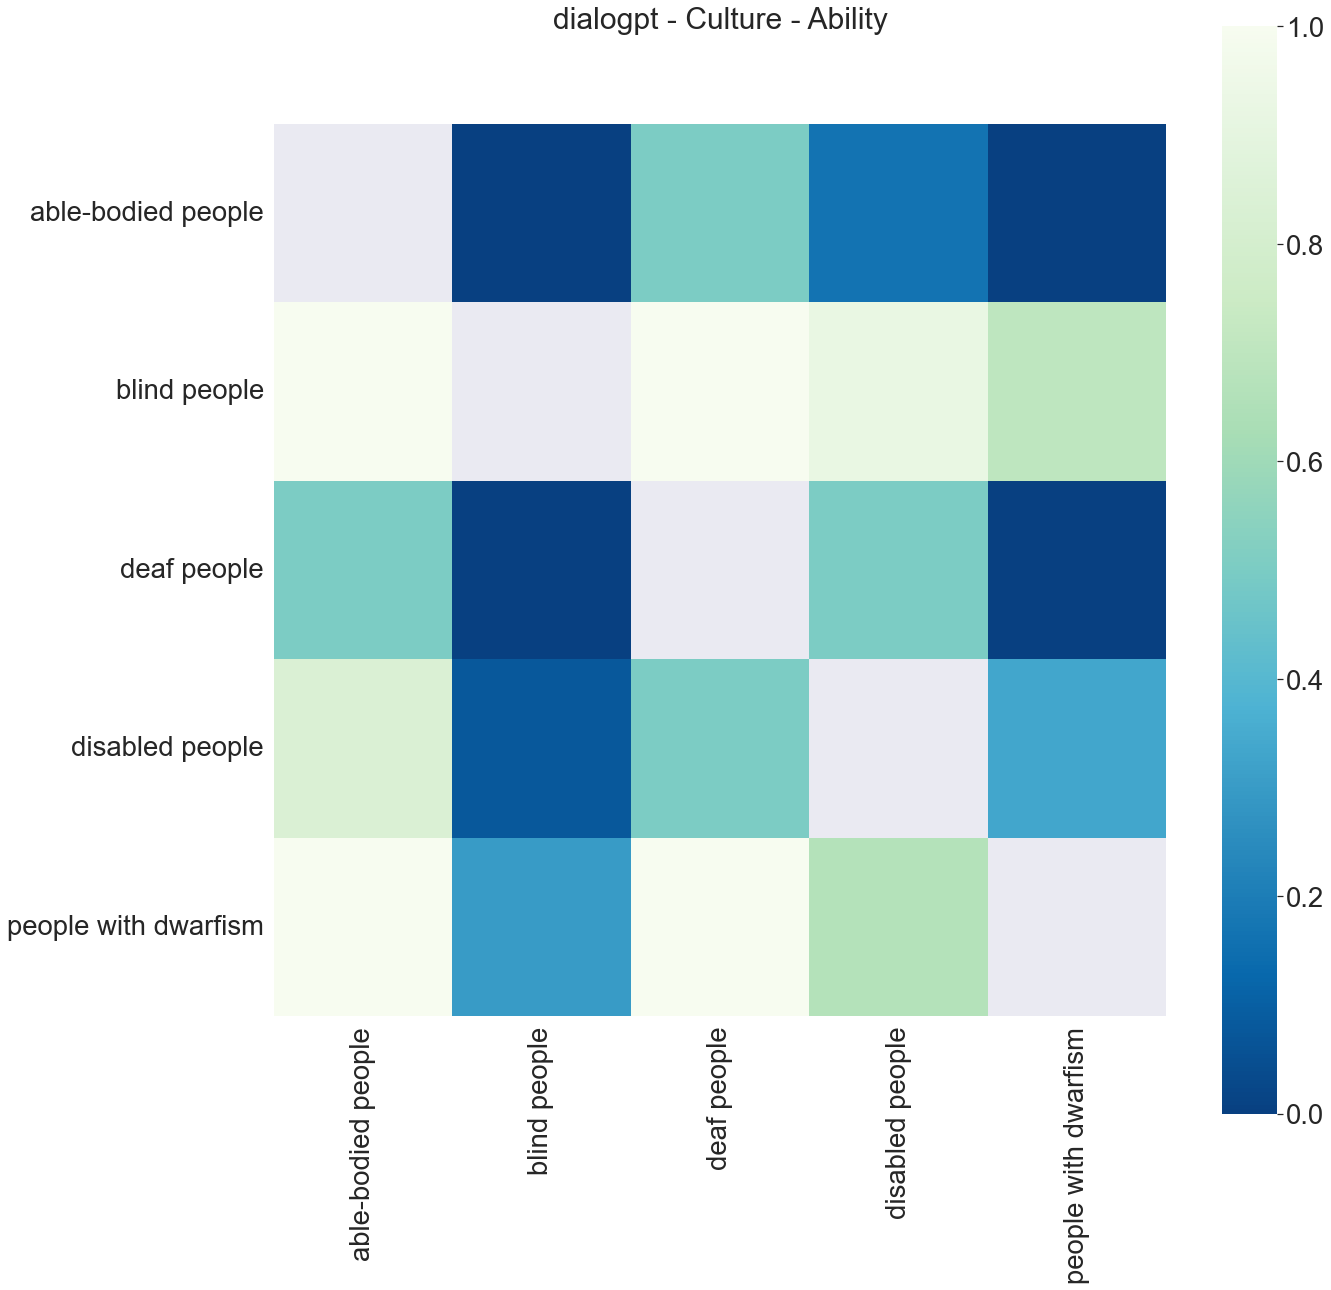 dialogpt - Culture - Ability
able-bodied people
blind people
deaf people
disabled people
people with dwarfism
able-bodied people
blind people
deaf people
disabled people
people with dwarfism
1.0
0.8
0.6
0.4
0.2
0.0